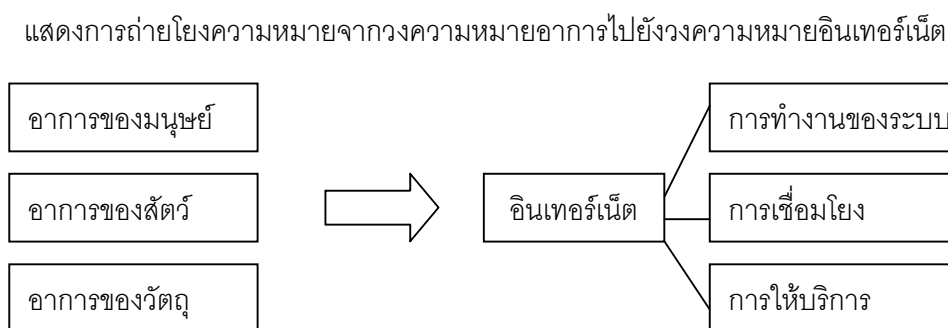 แสดงการถ่ายโยงความหมายจากวงความหมายอาการไปยังวงความหมายอินเทอร์เน็ต
อาการของมนุษย์
การทำงานของระบบ
อาการของสัตว์
อินเทอร์เน็ต
การเชื่อมโยง
อาการของวัตถุ
การให้บริการ